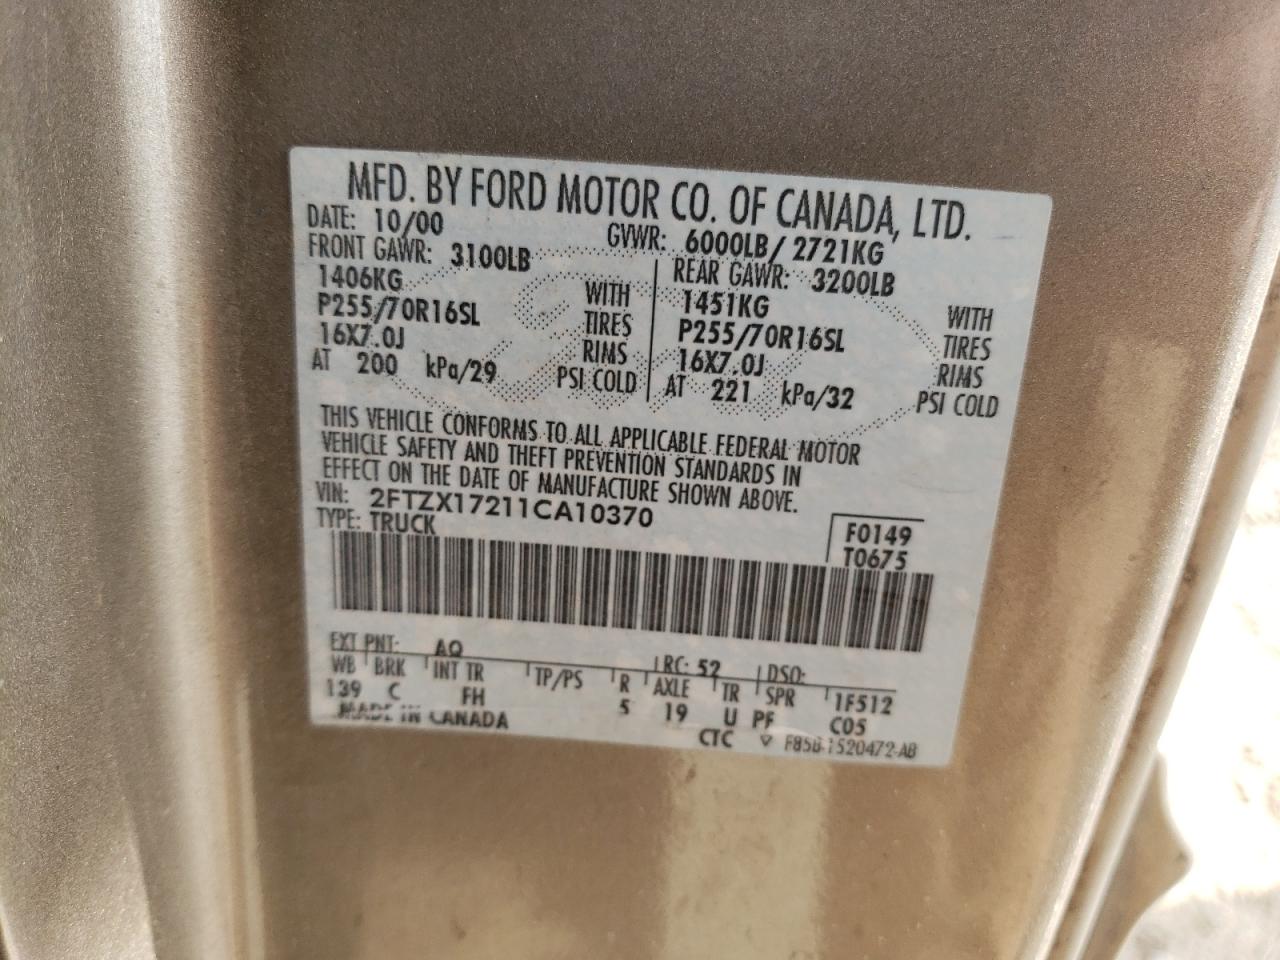 MFD. BY FORD MOTOR CO. OF CANADA, LTD.
DATE: 10/00 GVWR: 6000LB/ 2721KG
FRONT GAWR: 3100LB REAR GAWR: 3200LB
1406KG WITH 1451KG WITH
P255/70R16SL TIRES P255/70R16SL TIRES
16X7.0J RIMS 16X7.0J RIMS
AT 200 kPa/29 PSI COLD AT 221 kPa/32 PSI COLD
THIS VEHICLE CONFORMS TO ALL APPLICABLE FEDERAL MOTOR
VEHICLE SAFETY AND THEFT PREVENTION STANDARDS IN
EFFECT ON THE DATE OF MANUFACTURE SHOWN ABOVE.
VIN: 2FTZX17211CA10370
TYPE: TRUCK
F0149
T0675
EXT PNT: AQ RC: 52 DSO:
WB BRK INT TR TP/PS R AXLE TR SPR 1F512
139 C FH 5 19 U PF C05
MADE IN CANADA CTC F85B-1520472-AB